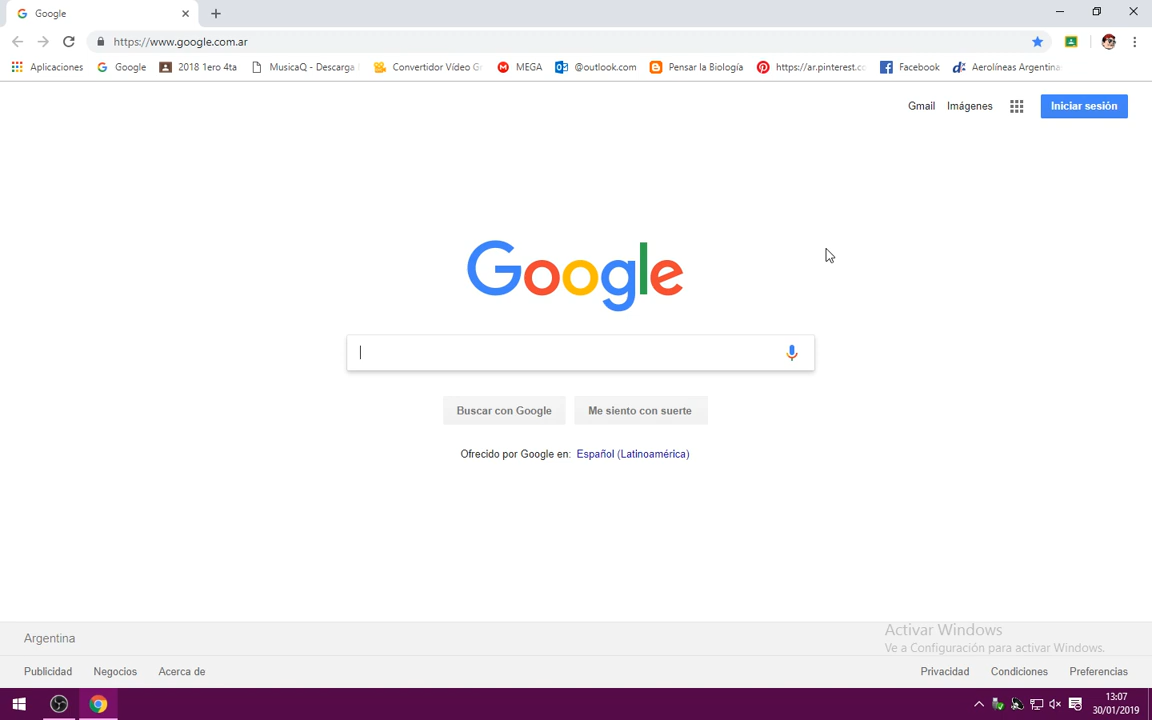 Google
https://www.google.com.ar
Aplicaciones Google 2018 1ero 4ta MusicaQ - Descarga Convertidor Vídeo Gr MEGA @outlook.com Pensar la Biología https://ar.pinterest.cc Facebook Aerolíneas Argentina
Gmail Imágenes Iniciar sesión
Google
Buscar con Google Me siento con suerte
Ofrecido por Google en: Español (Latinoamérica)
Argentina
Activar Windows
Ve a Configuración para activar Windows.
Publicidad Negocios Acerca de Privacidad Condiciones Preferencias
13:07
30/01/2019